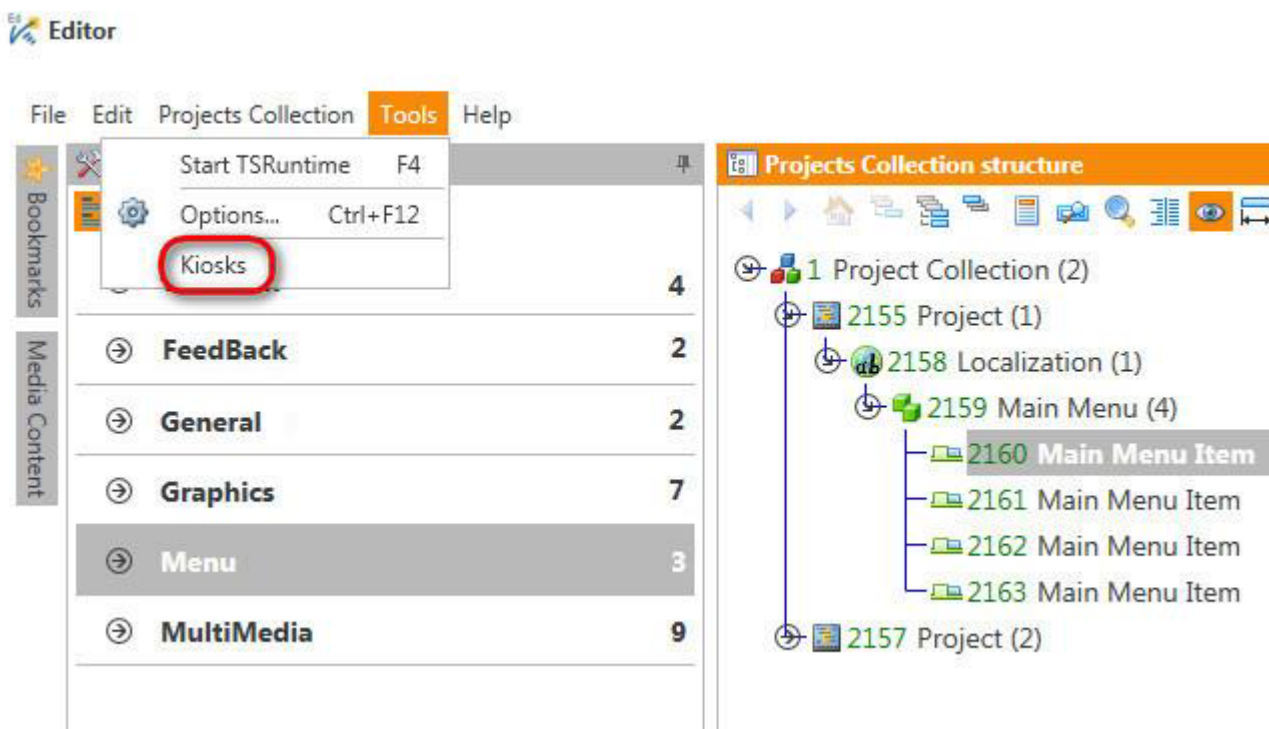 Ed
Editor
File Edit Projects Collection Tools Help
Bookmarks
Media Content
Start TSRuntime F4
Options... Ctrl+F12
Kiosks
4
FeedBack 2
General 2
Graphics 7
Menu 3
MultiMedia 9
Projects Collection structure
1 Project Collection (2)
2155 Project (1)
ab 2158 Localization (1)
2159 Main Menu (4)
2160 Main Menu Item
2161 Main Menu Item
2162 Main Menu Item
2163 Main Menu Item
2157 Project (2)